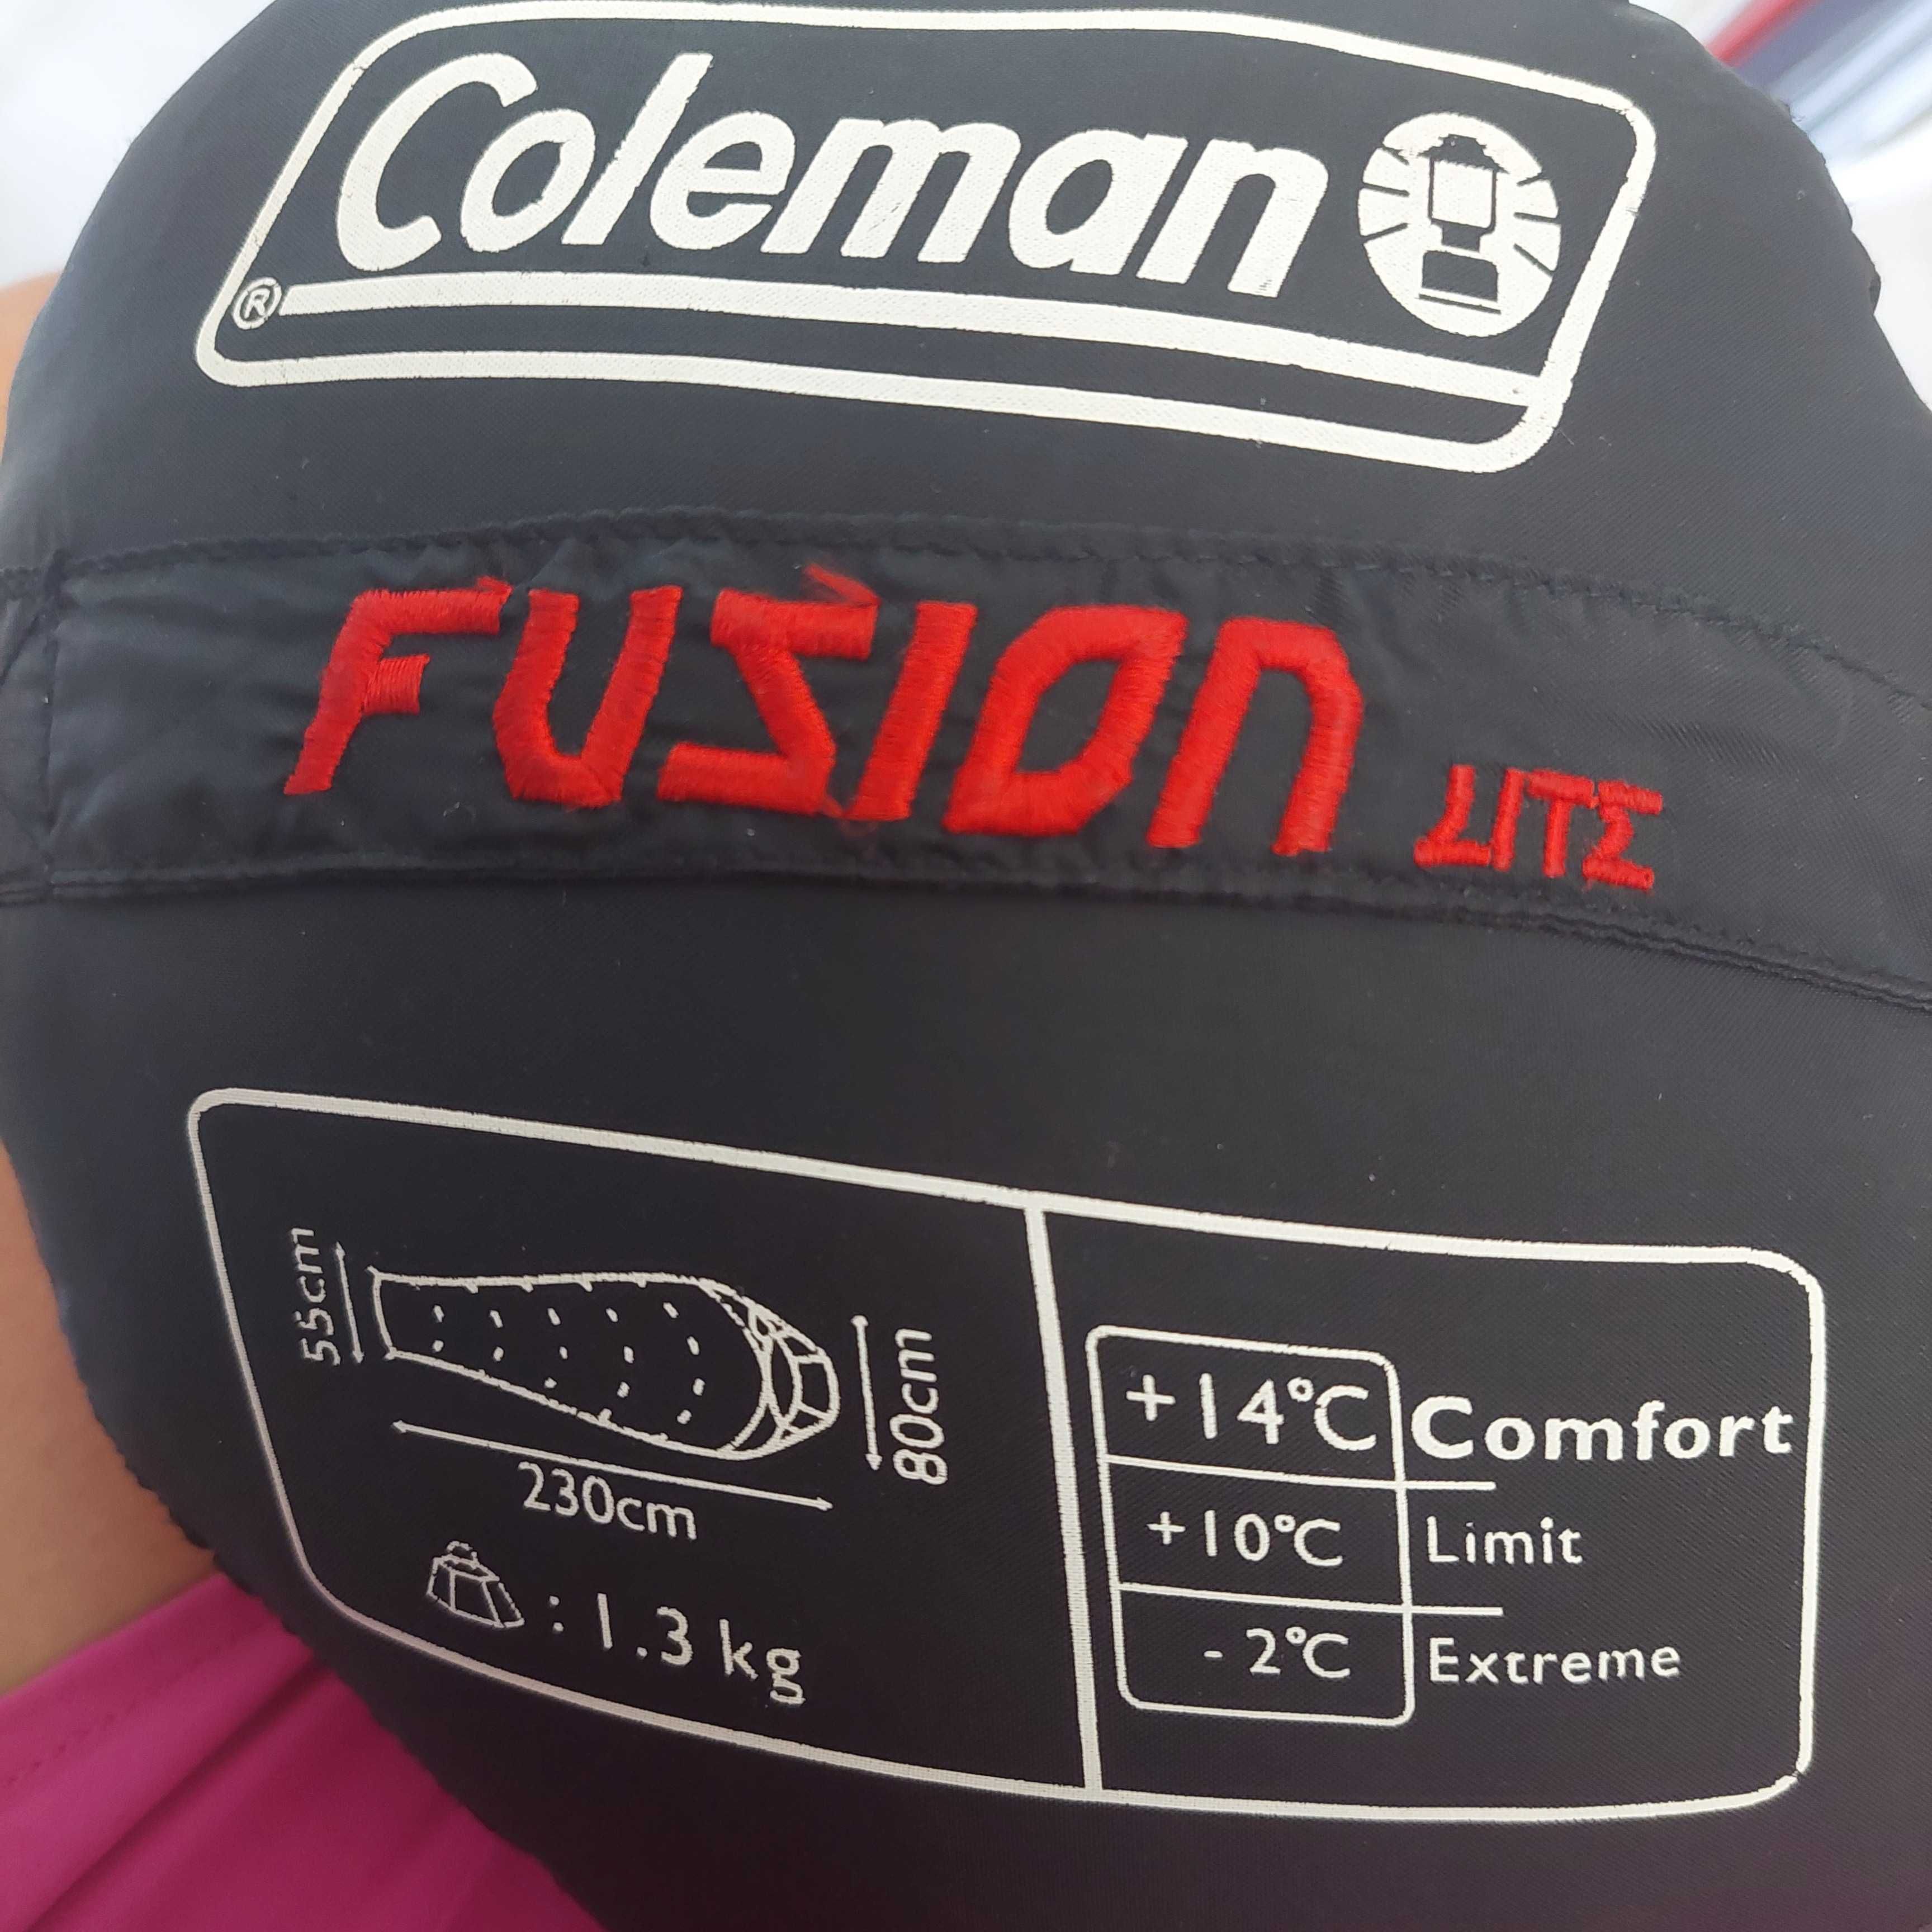 Coleman
®
FUSION LITE
55cm
80cm
230cm
: 1.3 kg
+14°C Comfort
+10°C Limit
-2°C Extreme